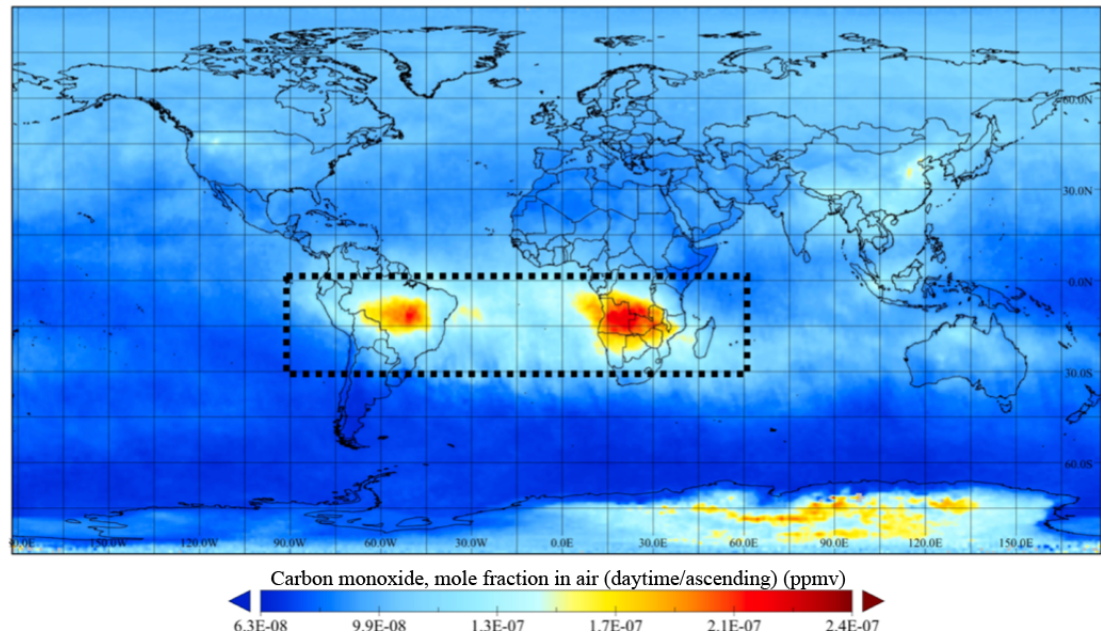 60.0N
30.0N
0.0N
30.0S
60.0S
150.0W 120.0W 90.0W 60.0W 30.0W 0.0E 30.0E 60.0E 90.0E 120.0E 150.0E
Carbon monoxide, mole fraction in air (daytime/ascending) (ppmv)
6.3E-08 9.9E-08 1.3E-07 1.7E-07 2.1E-07 2.4E-07